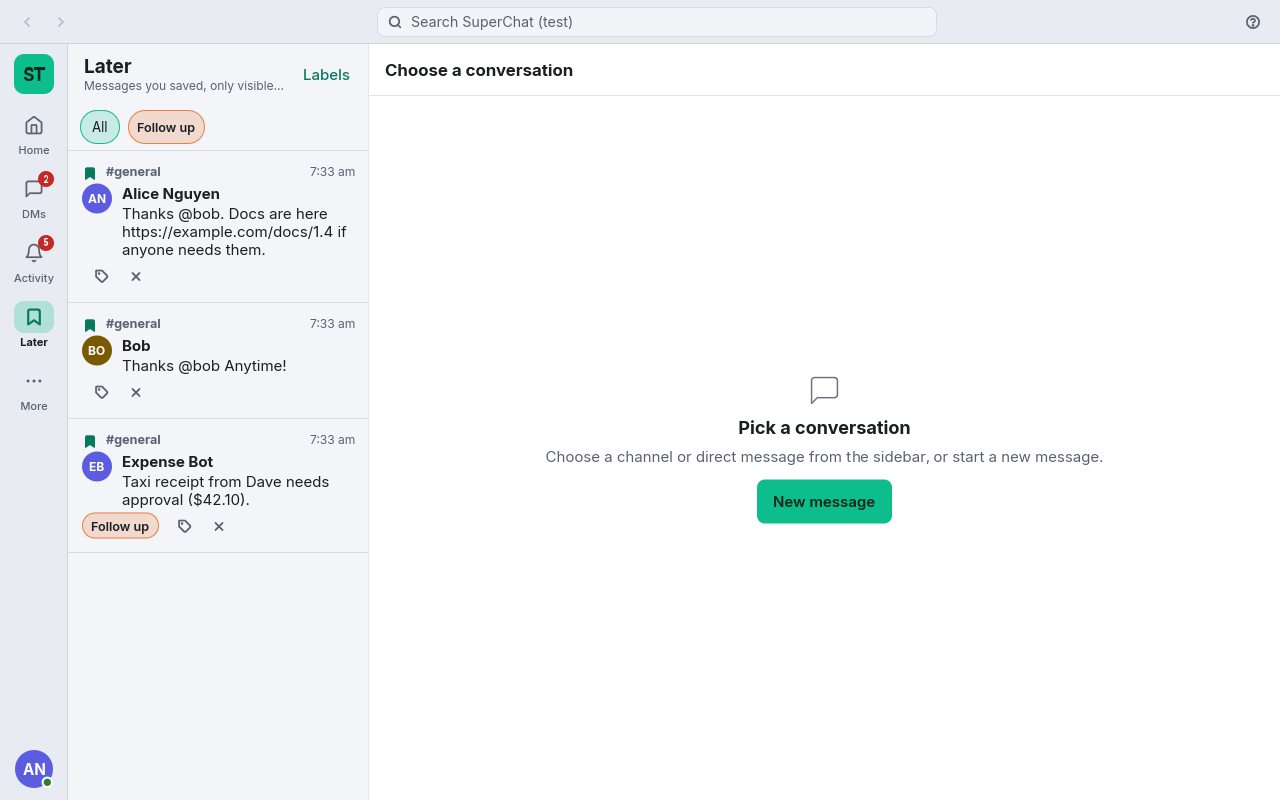 Search SuperChat (test)
ST
Home
2
DMs
5
Activity
Later
More
AN
Later
Messages you saved, only visible...
Labels
All
Follow up
#general
7:33 am
AN
Alice Nguyen
Thanks @bob. Docs are here
https://example.com/docs/1.4 if
anyone needs them.
#general
7:33 am
BO
Bob
Thanks @bob Anytime!
#general
7:33 am
EB
Expense Bot
Taxi receipt from Dave needs
approval ($42.10).
Follow up
Choose a conversation
Pick a conversation
Choose a channel or direct message from the sidebar, or start a new message.
New message